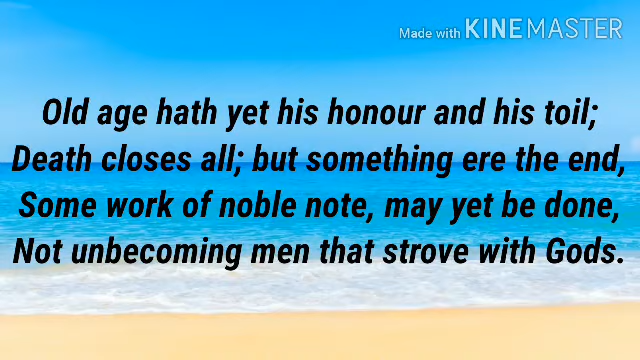 Made with KINEMASTER
Old age hath yet his honour and his toil;
Death closes all; but something ere the end,
Some work of noble note, may yet be done,
Not unbecoming men that strove with Gods.